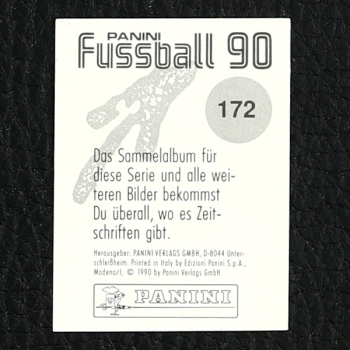 PANINI
Fussball 90
172
Das Sammelalbum für
diese Serie und alle wei-
teren Bilder bekommst
Du überall, wo es Zeit-
schriften gibt.
Herausgeber: PANINI VERLAGS GMBH, D-8044 Unter-
schleißheim. Printed in Italy by Edizioni Panini S.p.A.,
Modena/I, © 1990 by Panini Verlags GmbH
PANINI